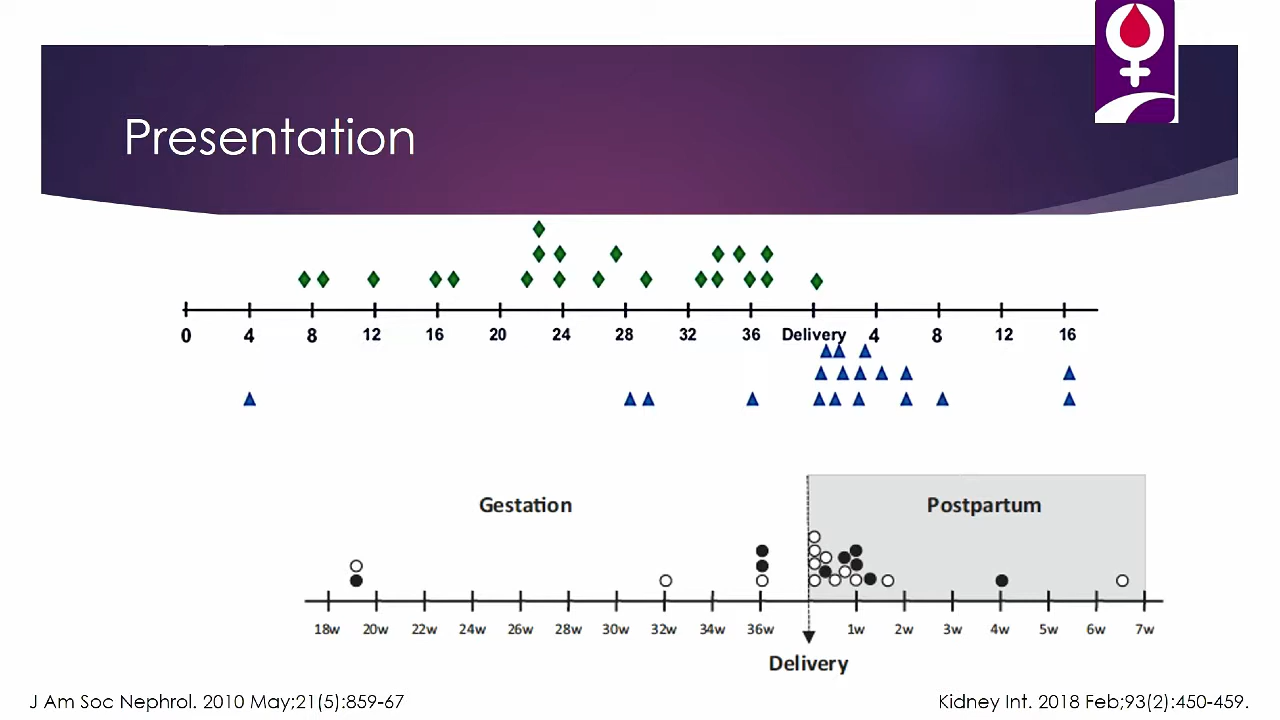 Presentation
0 4 8 12 16 20 24 28 32 36 Delivery 4 8 12 16
Gestation Postpartum
18w 20w 22w 24w 26w 28w 30w 32w 34w 36w 1w 2w 3w 4w 5w 6w 7w
Delivery
J Am Soc Nephrol. 2010 May;21(5):859-67
Kidney Int. 2018 Feb;93(2):450-459.